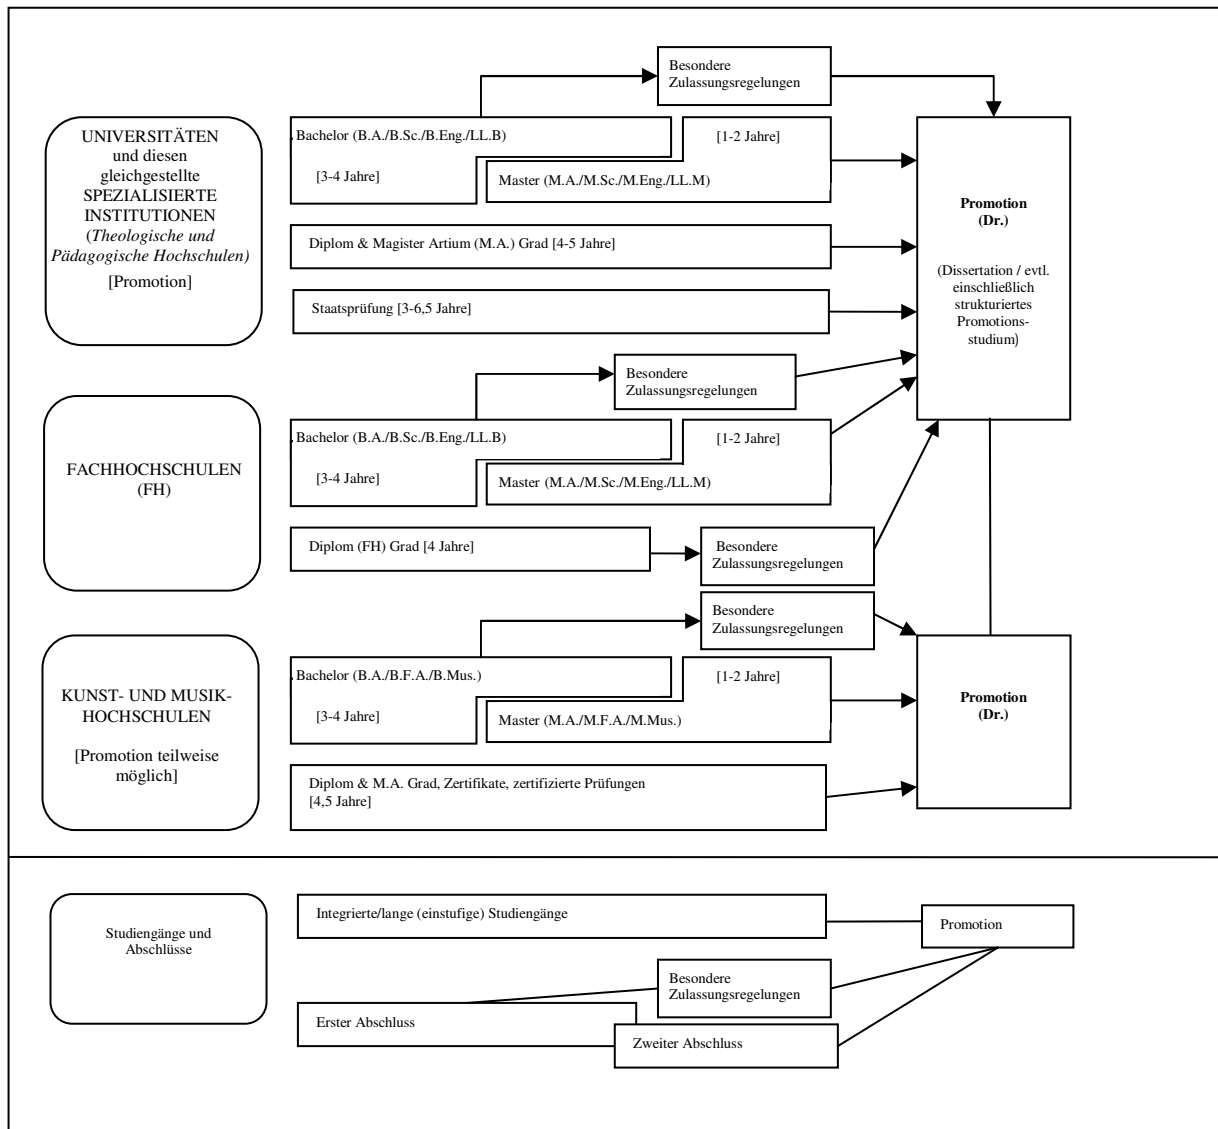 Besondere
Zulassungsregelungen
UNIVERSITÄTEN
und diesen
gleichgestellte
SPEZIALISIERTE
INSTITUTIONEN
(Theologische und
Pädagogische Hochschulen)
[Promotion]
Bachelor (B.A./B.Sc./B.Eng./LL.B)
[3-4 Jahre]
[1-2 Jahre]
Master (M.A./M.Sc./M.Eng./LL.M)
Diplom & Magister Artium (M.A.) Grad [4-5 Jahre]
Staatsprüfung [3-6,5 Jahre]
Promotion
(Dr.)
(Dissertation / evtl.
einschließlich
strukturiertes
Promotions-
studium)
Besondere
Zulassungsregelungen
FACHHOCHSCHULEN
(FH)
Bachelor (B.A./B.Sc./B.Eng./LL.B)
[3-4 Jahre]
[1-2 Jahre]
Master (M.A./M.Sc./M.Eng./LL.M)
Diplom (FH) Grad [4 Jahre]
Besondere
Zulassungsregelungen
Besondere
Zulassungsregelungen
KUNST- UND MUSIK-
HOCHSCHULEN
[Promotion teilweise
möglich]
Bachelor (B.A./B.F.A./B.Mus.)
[3-4 Jahre]
[1-2 Jahre]
Master (M.A./M.F.A./M.Mus.)
Diplom & M.A. Grad, Zertifikate, zertifizierte Prüfungen
[4,5 Jahre]
Promotion
(Dr.)
Studiengänge und
Abschlüsse
Integrierte/lange (einstufige) Studiengänge
Promotion
Besondere
Zulassungsregelungen
Erster Abschluss
Zweiter Abschluss